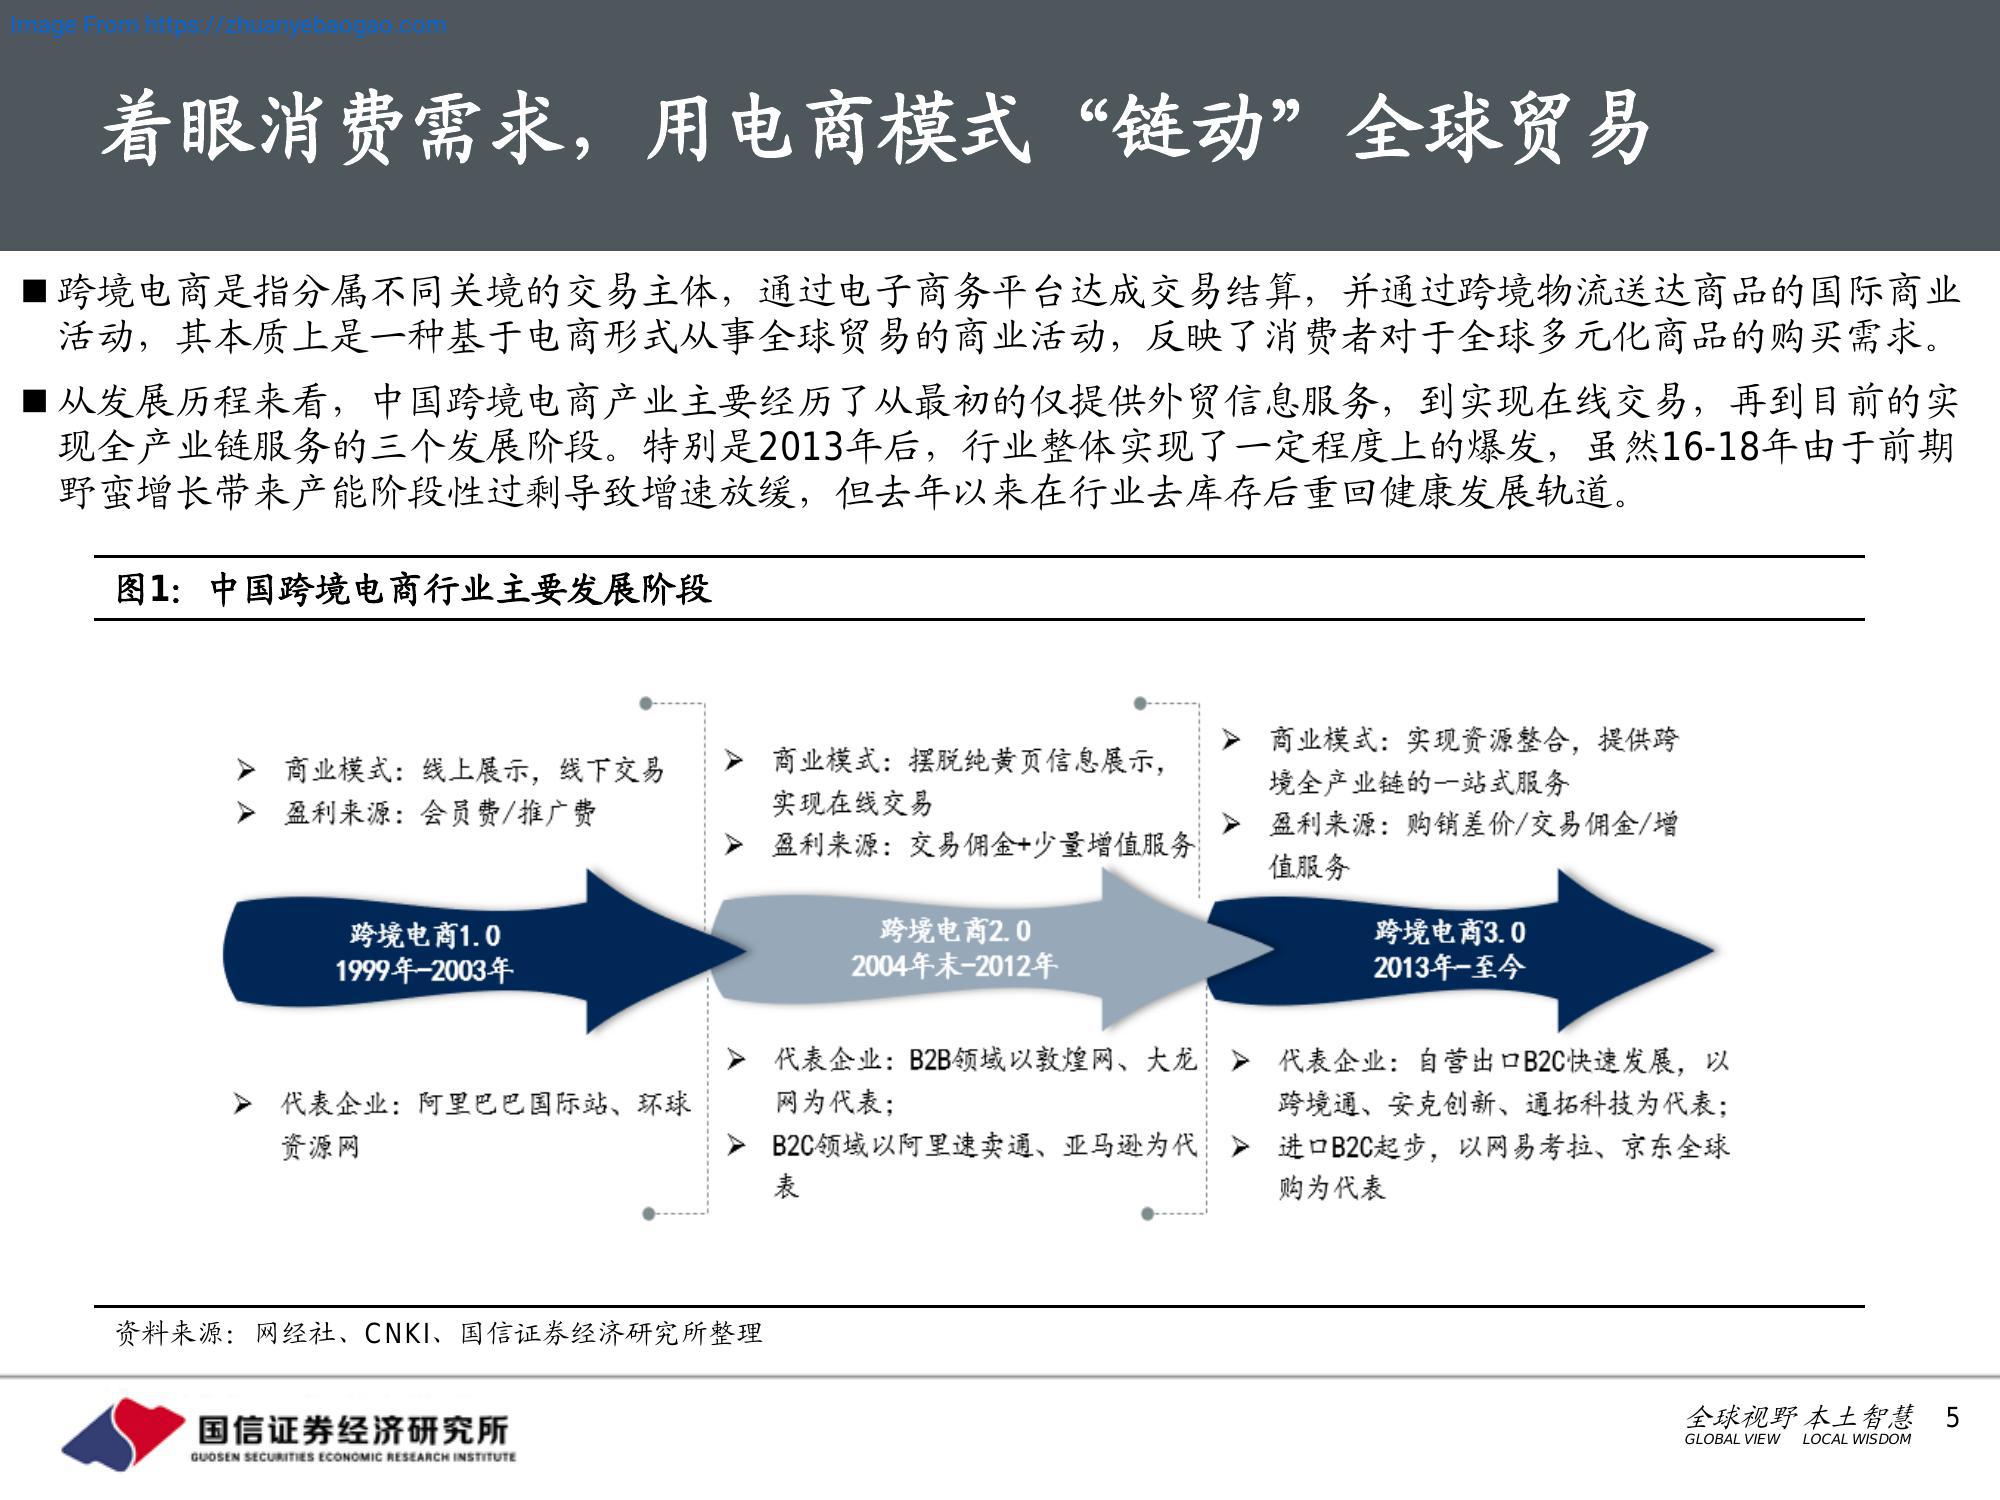 Image From https://zhuanyebaogao.com
着眼消费需求，用电商模式“链动”全球贸易
■跨境电商是指分属不同关境的交易主体，通过电子商务平台达成交易结算，并通过跨境物流送达商品的国际商业
活动，其本质上是一种基于电商形式从事全球贸易的商业活动，反映了消费者对于全球多元化商品的购买需求。
■从发展历程来看，中国跨境电商产业主要经历了从最初的仅提供外贸信息服务，到实现在线交易，再到目前的实
现全产业链服务的三个发展阶段。特别是2013年后，行业整体实现了一定程度上的爆发，虽然16-18年由于前期
野蛮增长带来产能阶段性过剩导致增速放缓，但去年以来在行业去库存后重回健康发展轨道。
图1：中国跨境电商行业主要发展阶段
➢ 商业模式：线上展示，线下交易
➢ 盈利来源：会员费/推广费
跨境电商1.0
1999年-2003年
➢ 代表企业：阿里巴巴国际站、环球
资源网
➢ 商业模式：摆脱纯黄页信息展示，
实现在线交易
➢ 盈利来源：交易佣金+少量增值服务
跨境电商2.0
2004年末-2012年
➢ 代表企业：B2B领域以敦煌网、大龙
网为代表；
➢ B2C领域以阿里速卖通、亚马逊为代
表
➢ 商业模式：实现资源整合，提供跨
境全产业链的一站式服务
➢ 盈利来源：购销差价/交易佣金/增
值服务
跨境电商3.0
2013年-至今
➢ 代表企业：自营出口B2C快速发展，以
跨境通、安克创新、通拓科技为代表；
➢ 进口B2C起步，以网易考拉、京东全球
购为代表
资料来源：网经社、CNKI、国信证券经济研究所整理
国信证券经济研究所
GUOSEN SECURITIES ECONOMIC RESEARCH INSTITUTE
全球视野 本土智慧
GLOBAL VIEW LOCAL WISDOM
5